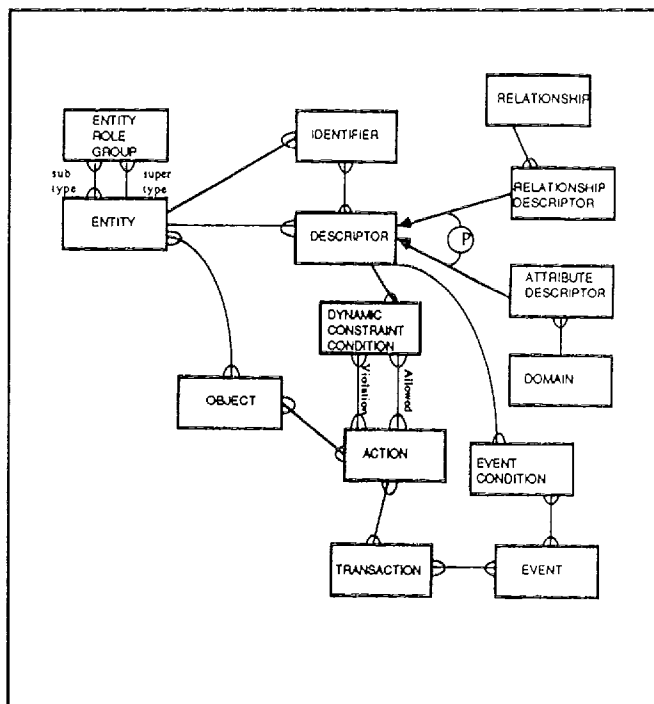 RELATIONSHIP
ENTITY
ROLE
GROUP
IDENTIFIER
sub
type
super
type
RELATIONSHIP
DESCRIPTOR
ENTITY
DESCRIPTOR
P
ATTRIBUTE
DESCRIPTOR
DYNAMIC
CONSTRAINT
CONDITION
DOMAIN
Violation
Allowed
OBJECT
ACTION
EVENT
CONDITION
TRANSACTION
EVENT